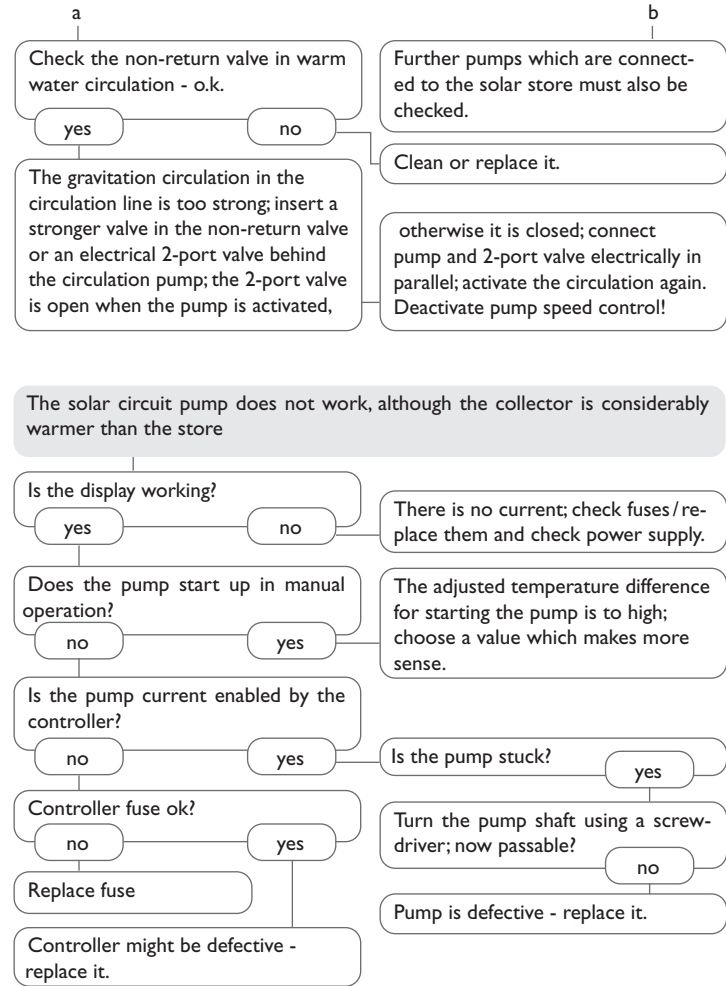 a
b
Check the non-return valve in warm
water circulation - o.k.
yes
no
Further pumps which are connect-
ed to the solar store must also be
checked.
Clean or replace it.
The gravitation circulation in the
circulation line is too strong; insert a
stronger valve in the non-return valve
or an electrical 2-port valve behind
the circulation pump; the 2-port valve
is open when the pump is activated,
otherwise it is closed; connect
pump and 2-port valve electrically in
parallel; activate the circulation again.
Deactivate pump speed control!
The solar circuit pump does not work, although the collector is considerably
warmer than the store
Is the display working?
yes
no
There is no current; check fuses/re-
place them and check power supply.
Does the pump start up in manual
operation?
no
yes
The adjusted temperature difference
for starting the pump is to high;
choose a value which makes more
sense.
Is the pump current enabled by the
controller?
no
yes
Is the pump stuck?
yes
Controller fuse ok?
no
yes
Turn the pump shaft using a screw-
driver; now passable?
no
Replace fuse
Pump is defective - replace it.
Controller might be defective -
replace it.